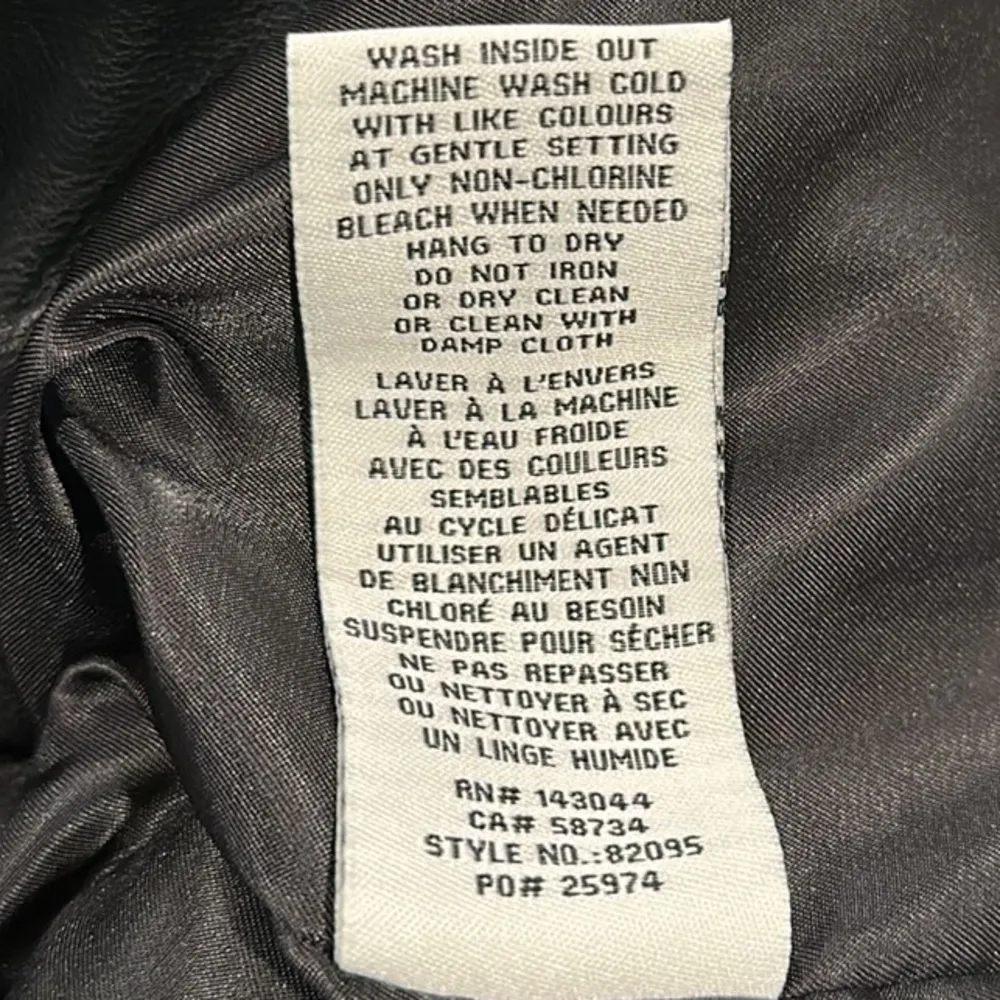 WASH INSIDE OUT
MACHINE WASH COLD
WITH LIKE COLOURS
AT GENTLE SETTING
ONLY NON-CHLORINE
BLEACH WHEN NEEDED
HANG TO DRY
DO NOT IRON
OR DRY CLEAN
OR CLEAN WITH
DAMP CLOTH
LAVER À L'ENVERS
LAVER À LA MACHINE
À L'EAU FROIDE
AVEC DES COULEURS
SEMBLABLES
AU CYCLE DÉLICAT
UTILISER UN AGENT
DE BLANCHIMENT NON
CHLORÉ AU BESOIN
SUSPENDRE POUR SÉCHER
NE PAS REPASSER
OU NETTOYER À SEC
OU NETTOYER AVEC
UN LINGE HUMIDE
RN# 143044
CA# 58734
STYLE NO.:82095
PO# 25974